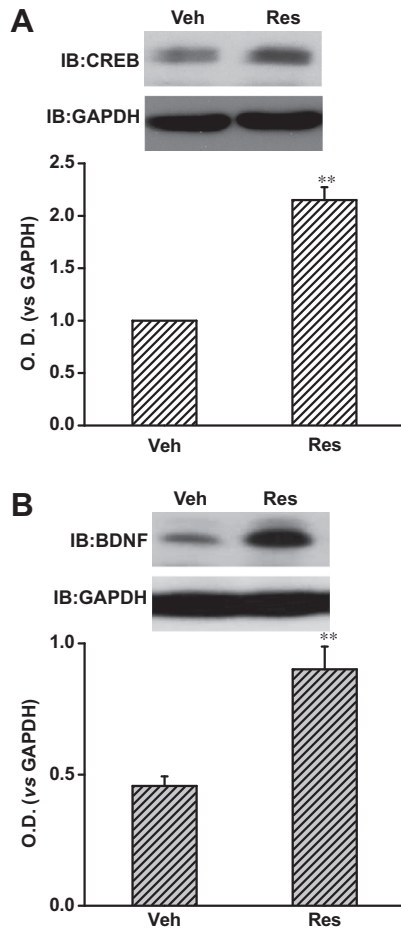 A
Veh Res
IB:CREB
IB:GAPDH
2.5
**
2.0
1.5
1.0
0.5
0.0
O. D. (vs GAPDH)
Veh Res
B
Veh Res
IB:BDNF
IB:GAPDH
1.0
**
0.5
0.0
O.D. (vs GAPDH)
Veh Res